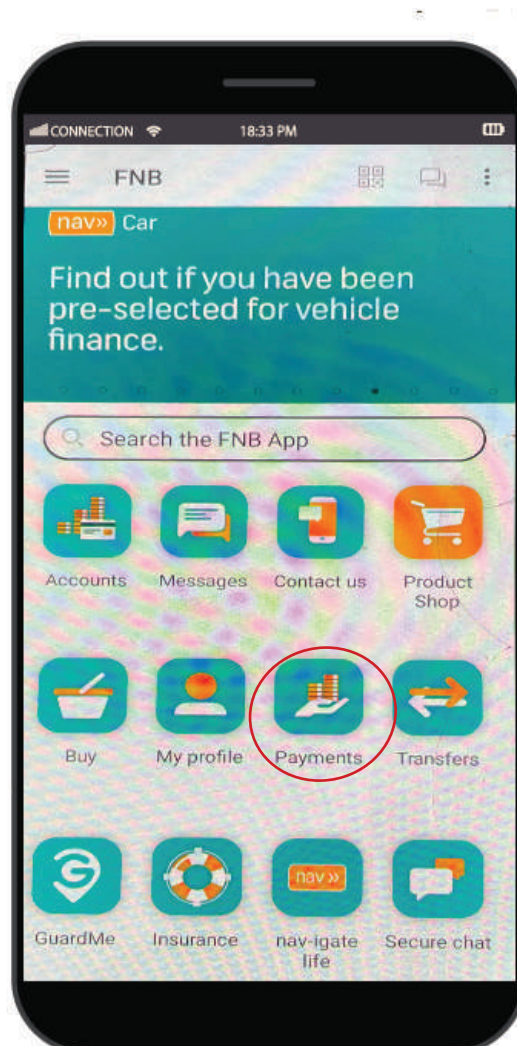 CONNECTION 18:33 PM
FNB
nav» Car
Find out if you have been
pre-selected for vehicle
finance.
Search the FNB App
Accounts Messages Contact us Product
Shop
Buy My profile Payments Transfers
GuardMe Insurance nav» nav-igate Secure chat
life